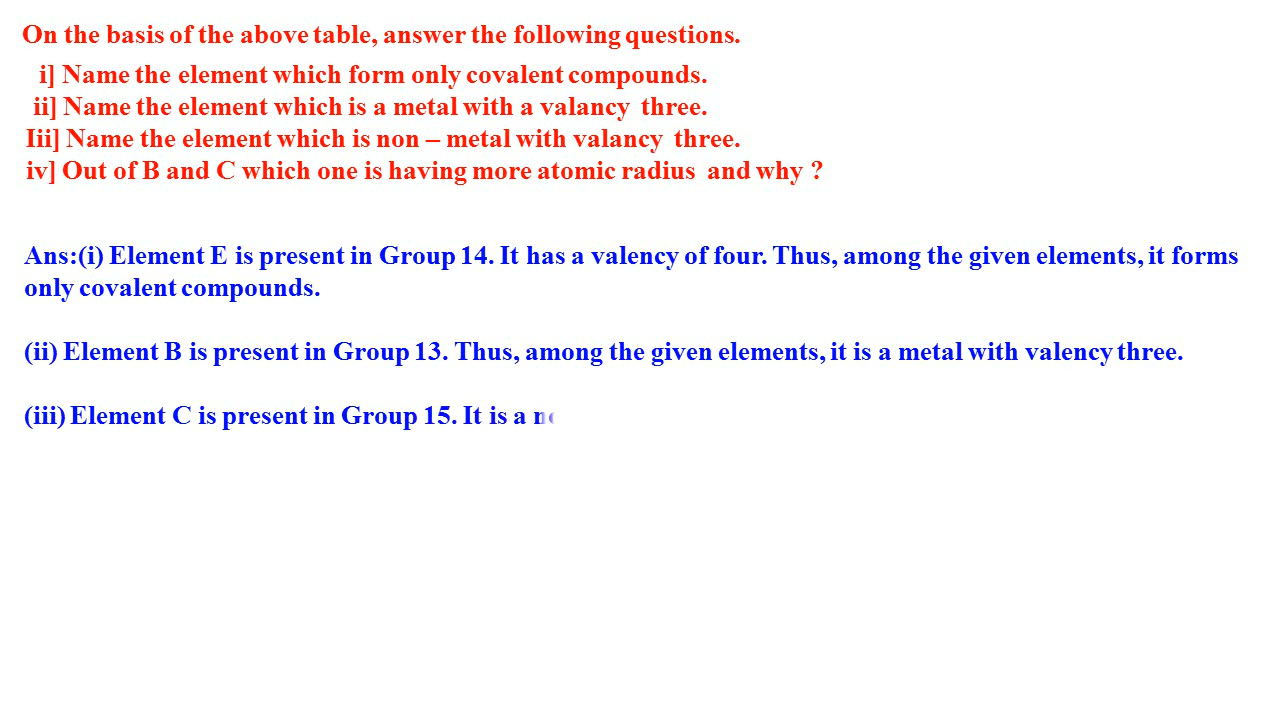 On the basis of the above table, answer the following questions.
i] Name the element which form only covalent compounds.
ii] Name the element which is a metal with a valancy three.
Iii] Name the element which is non – metal with valancy three.
iv] Out of B and C which one is having more atomic radius and why ?
Ans:(i) Element E is present in Group 14. It has a valency of four. Thus, among the given elements, it forms
only covalent compounds.
(ii) Element B is present in Group 13. Thus, among the given elements, it is a metal with valency three.
(iii) Element C is present in Group 15. It is a